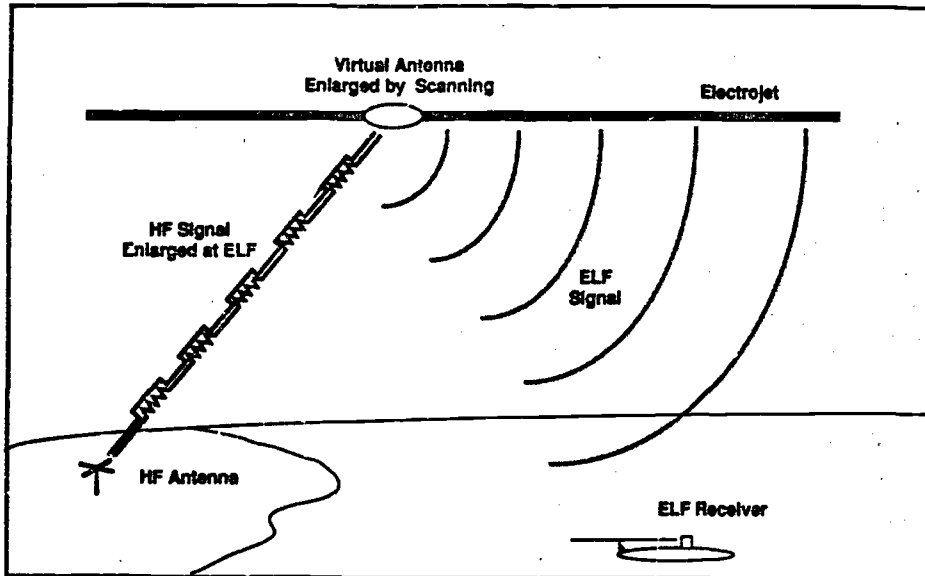 Virtual Antenna
Enlarged by Scanning
Electrojet
HF Signal
Enlarged at ELF
ELF
Signal
HF Antenna
ELF Receiver